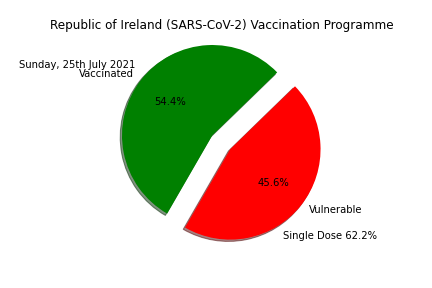 Republic of Ireland (SARS-CoV-2) Vaccination Programme
Sunday, 25th July 2021
Vaccinated
54.4%
45.6%
Vulnerable
Single Dose 62.2%